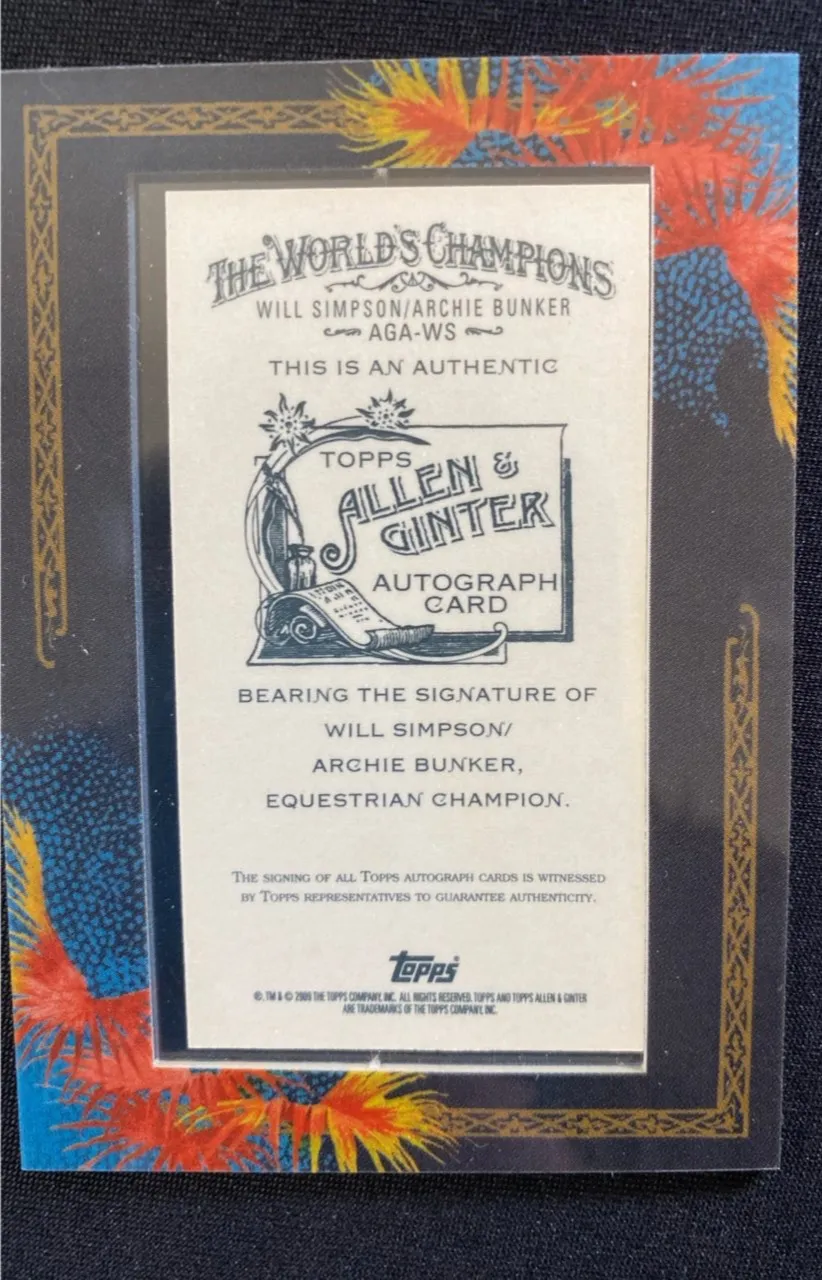 THE WORLD'S CHAMPIONS
WILL SIMPSON/ARCHIE BUNKER
AGA-WS
THIS IS AN AUTHENTIC
TOPPS
ALLEN &
GINTER
AUTOGRAPH
CARD
BEARING THE SIGNATURE OF
WILL SIMPSON/
ARCHIE BUNKER,
EQUESTRIAN CHAMPION.
THE SIGNING OF ALL TOPPS AUTOGRAPH CARDS IS WITNESSED
BY TOPPS REPRESENTATIVES TO GUARANTEE AUTHENTICITY.
topps®
®, TM & © 2009 THE TOPPS COMPANY, INC. ALL RIGHTS RESERVED. TOPPS AND TOPPS ALLEN & GINTER
ARE TRADEMARKS OF THE TOPPS COMPANY, INC.